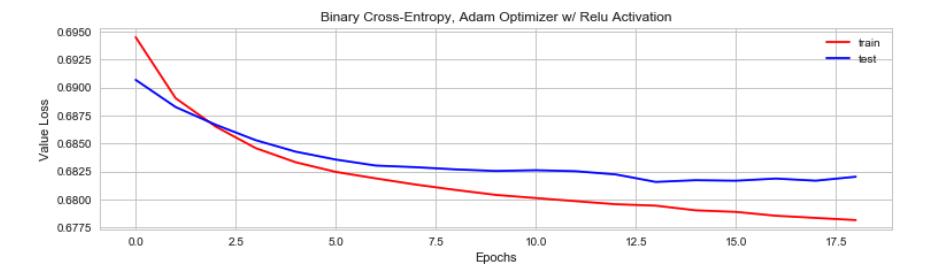 Binary Cross-Entropy, Adam Optimizer w/ Relu Activation
0.6950
0.6925
0.6900
0.6875
0.6850
0.6825
0.6800
0.6775
Value Loss
train
test
0.0 2.5 5.0 7.5 10.0 12.5 15.0 17.5
Epochs